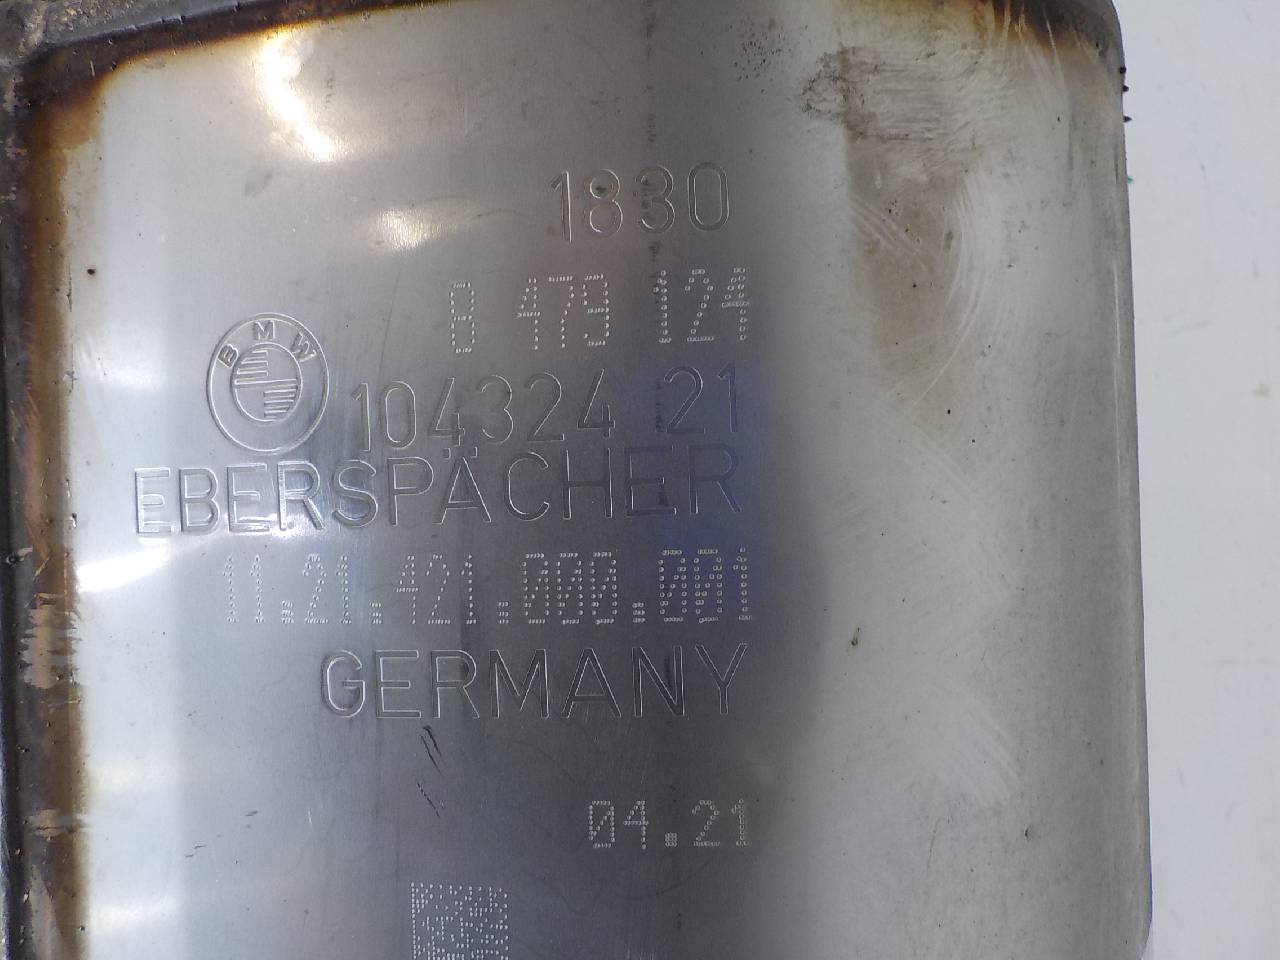 1830
8 479 124
BMW
104324 21
EBERSPÄCHER
11.21.421.000.001
GERMANY
04.21